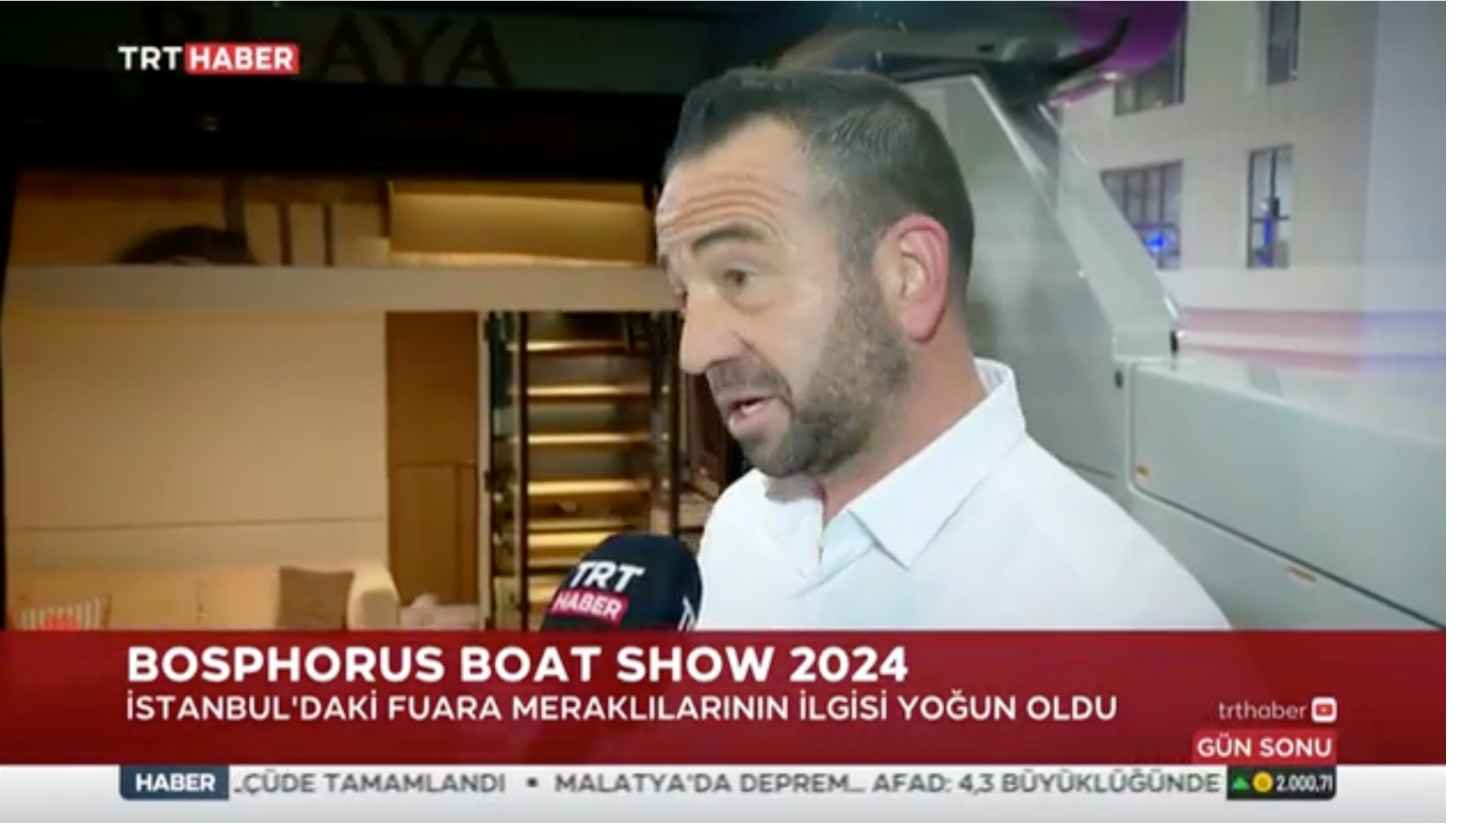 TRT HABER
AYA
TRT
HABER
BOSPHORUS BOAT SHOW 2024
İSTANBUL'DAKİ FUARA MERAKLILARININ İLGİSİ YOĞUN OLDU
trthaber
GÜN SONU
HABER ..ÇÜDE TAMAMLANDI ▪ MALATYA'DA DEPREM... AFAD: 4,3 BÜYÜKLÜĞÜNDE 2.000,71